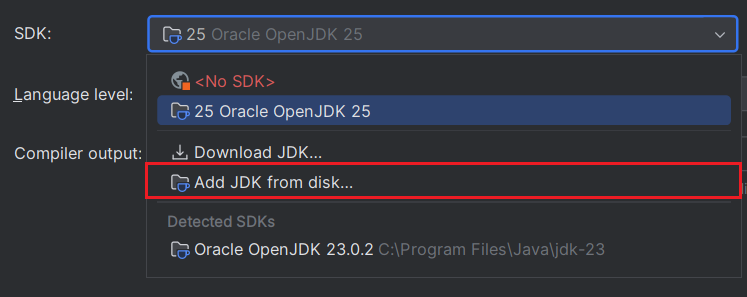 SDK: 25 Oracle OpenJDK 25
<No SDK>
Language level:
25 Oracle OpenJDK 25
Download JDK...
Compiler output:
Add JDK from disk...
Detected SDKs
Oracle OpenJDK 23.0.2 C:\Program Files\Java\jdk-23